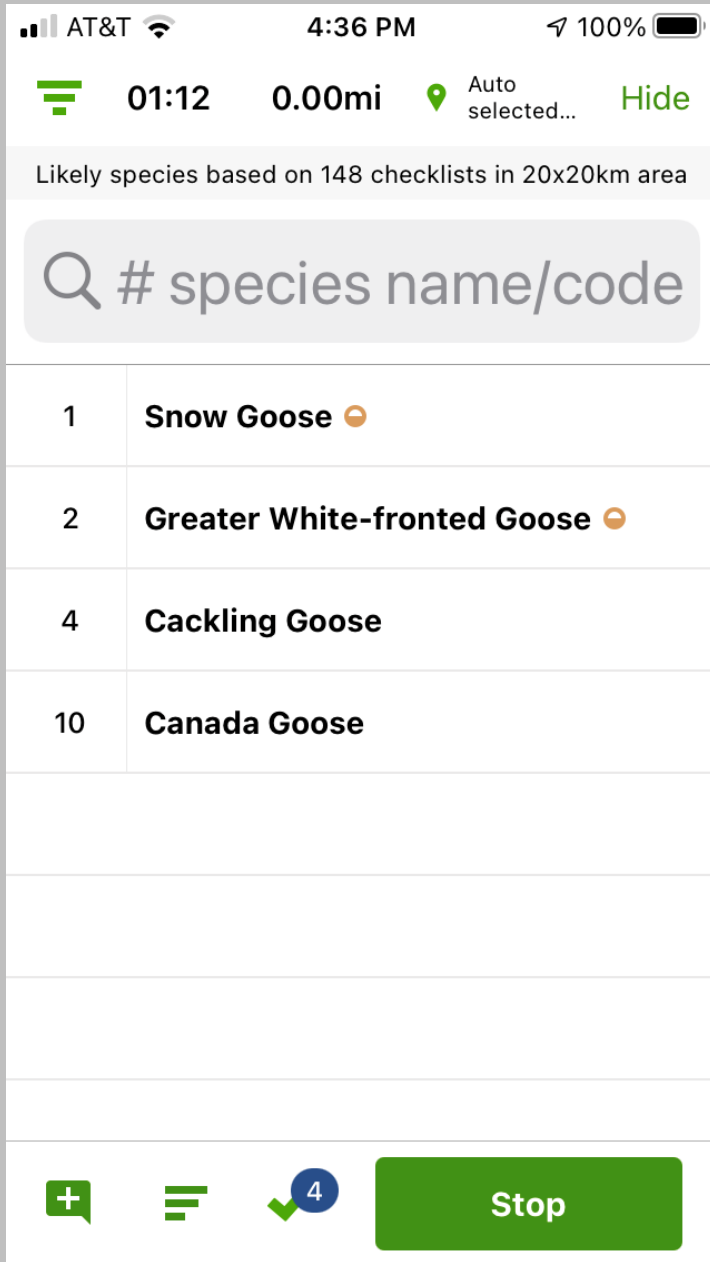 AT&T 4:36 PM 100%
01:12 0.00mi Auto selected... Hide
Likely species based on 148 checklists in 20x20km area
# species name/code
1 Snow Goose
2 Greater White-fronted Goose
4 Cackling Goose
10 Canada Goose
4 Stop